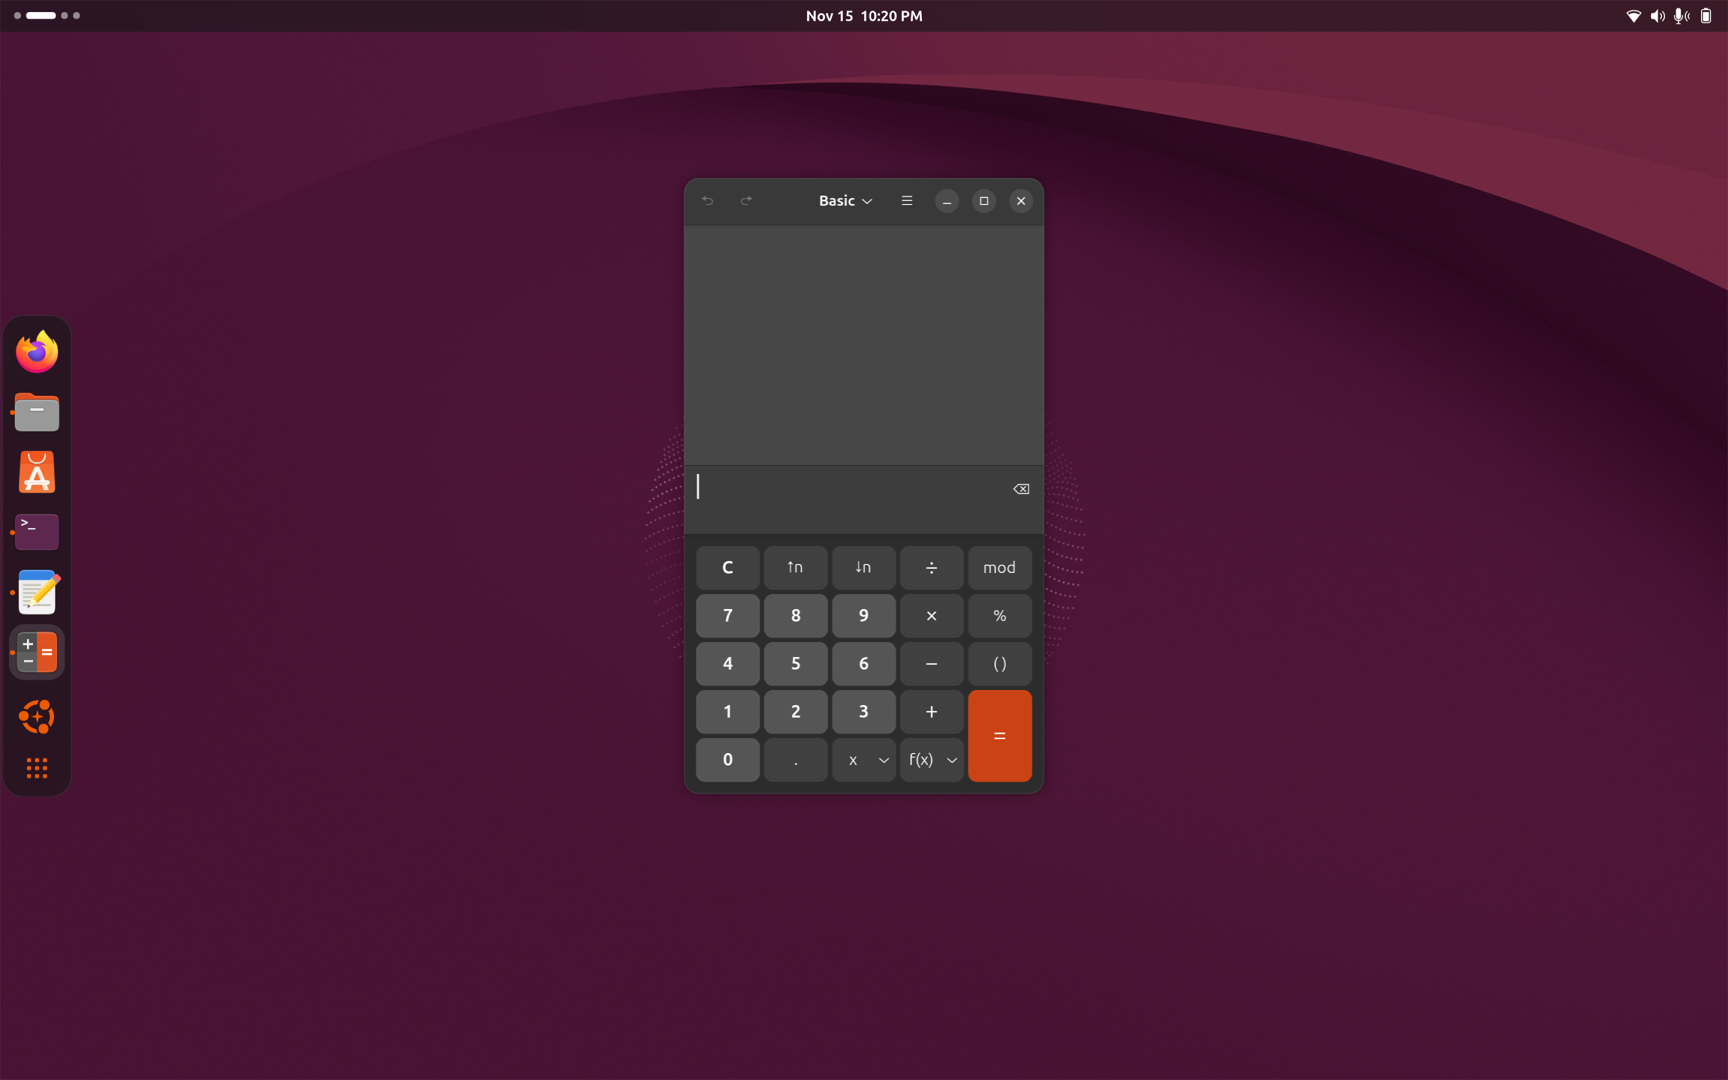 Nov 15 10:20 PM
Basic
>_
C ↑n ↓n ÷ mod
7 8 9 × %
4 5 6 − ()
1 2 3 +
=
0 . x f(x)